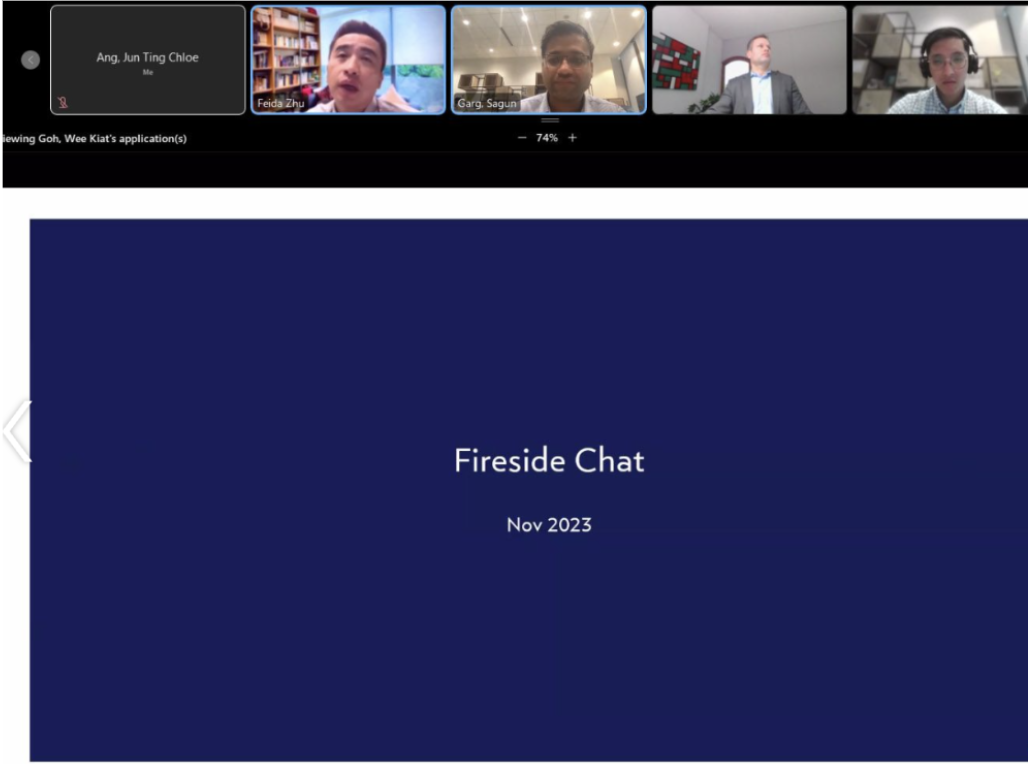 Ang, Jun Ting Chloe
Me
Feida Zhu
Garg, Sagun
iewing Goh, Wee Kiat's application(s)
− 74% +
Fireside Chat
Nov 2023